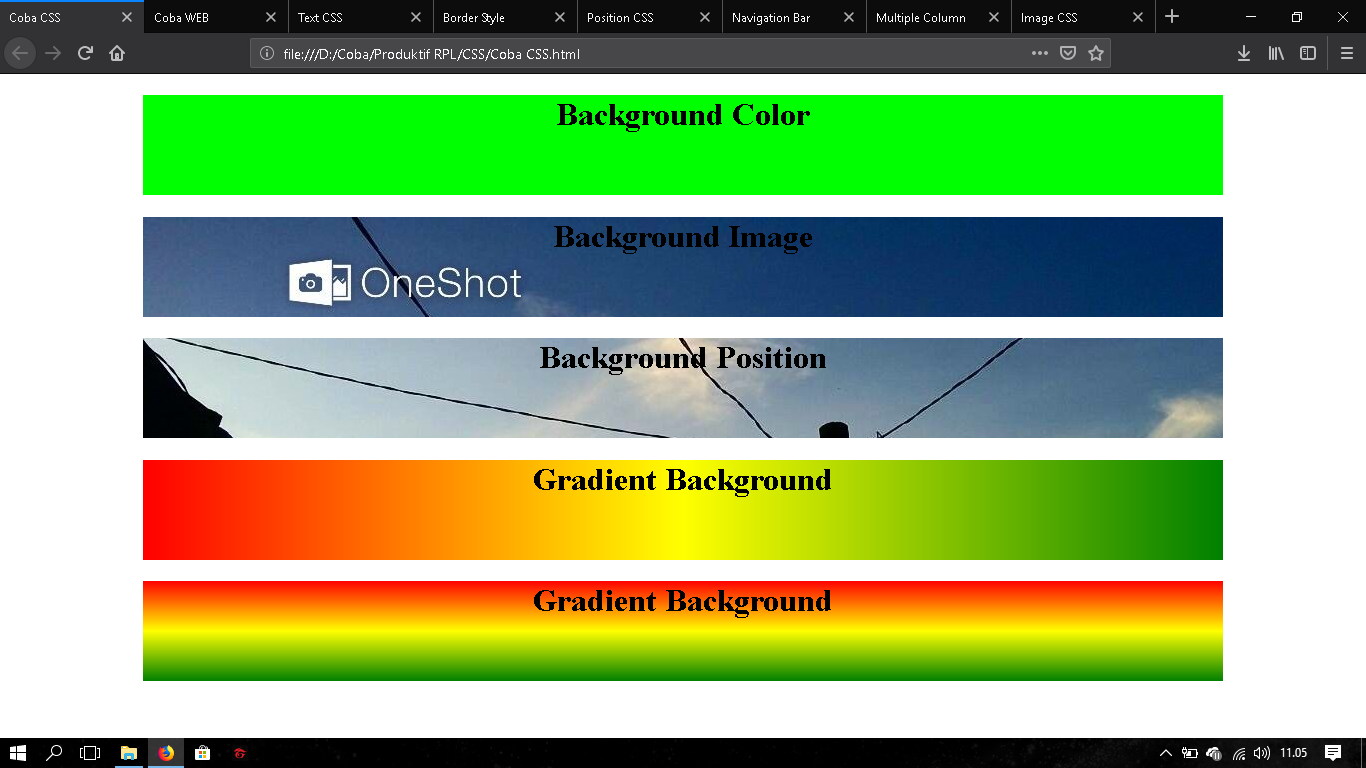 Coba CSS
Coba WEB
Text CSS
Border Style
Position CSS
Navigation Bar
Multiple Column
Image CSS
file:///D:/Coba/Produktif RPL/CSS/Coba CSS.html
Background Color
Background Image
OneShot
Background Position
Gradient Background
Gradient Background
11.05